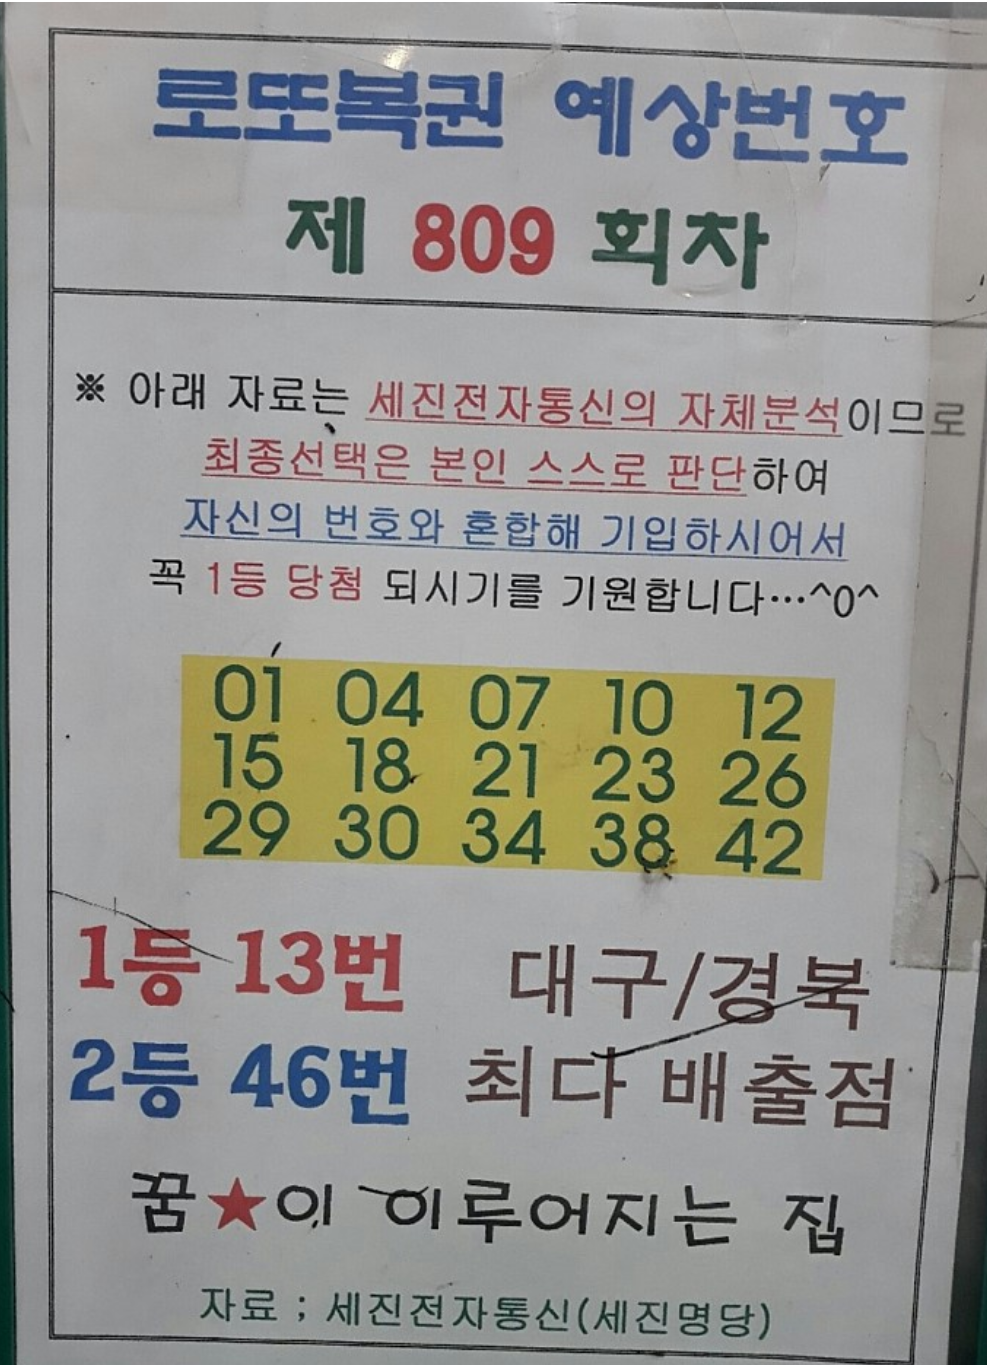 로또복권 예상번호
제 809 회차
※ 아래 자료는 세진전자통신의 자체분석이므로
최종선택은 본인 스스로 판단하여
자신의 번호와 혼합해 기입하시어서
꼭 1등 당첨 되시기를 기원합니다…^0^
01 04 07 10 12
15 18 21 23 26
29 30 34 38 42
1등 13번 대구/경북
2등 46번 최다 배출점
꿈★이 이루어지는 집
자료 ; 세진전자통신(세진명당)